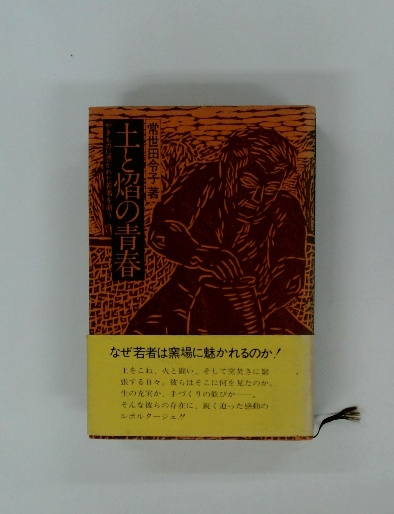 土と焰の青春
常世田令子 著
なぜ若者は窯場に魅かれるのか!
土をこね、火と闘い、そして窯焚きに緊
張する日々。彼らはそこに何を見たのか。
生の充実か、手づくりの歓びか――。
そんな彼らの存在に、鋭く迫った感動の
ルポルタージュ!!